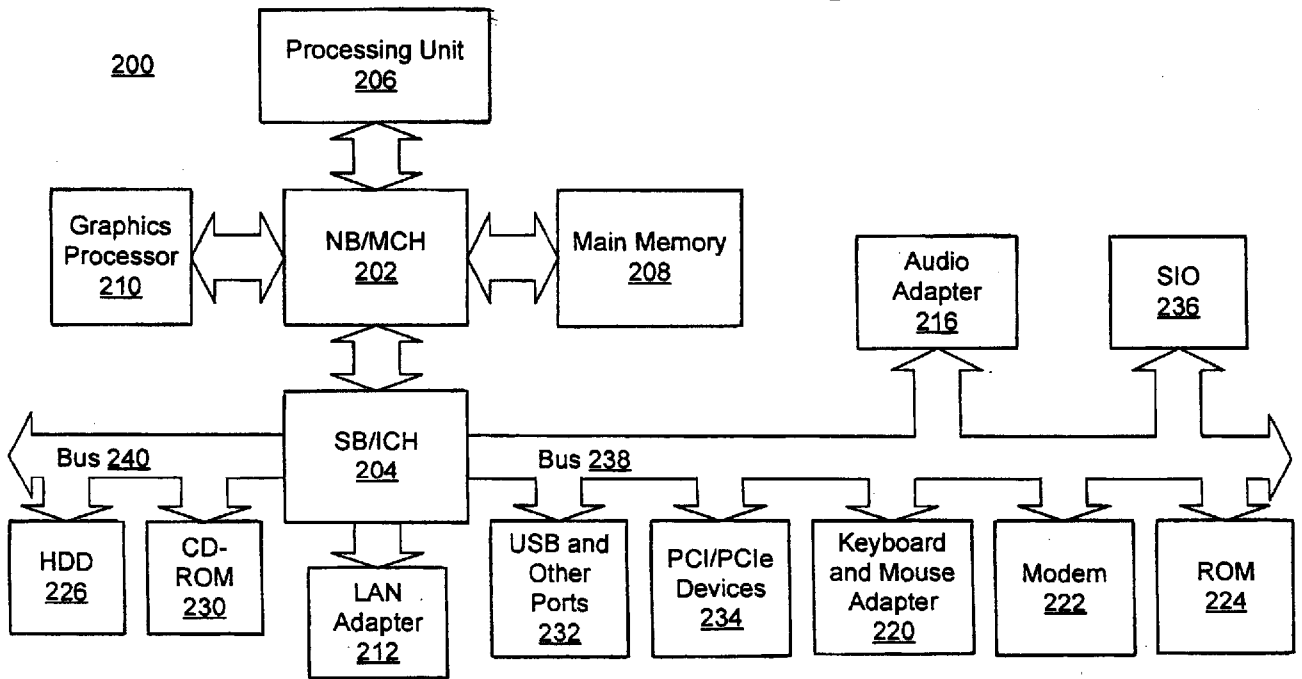 200
Processing Unit
206
Graphics
Processor
210
NB/MCH
202
Main Memory
208
Audio
Adapter
216
SIO
236
Bus 240
SB/ICH
204
Bus 238
HDD
226
CD-
ROM
230
LAN
Adapter
212
USB and
Other
Ports
232
PCI/PCIe
Devices
234
Keyboard
and Mouse
Adapter
220
Modem
222
ROM
224